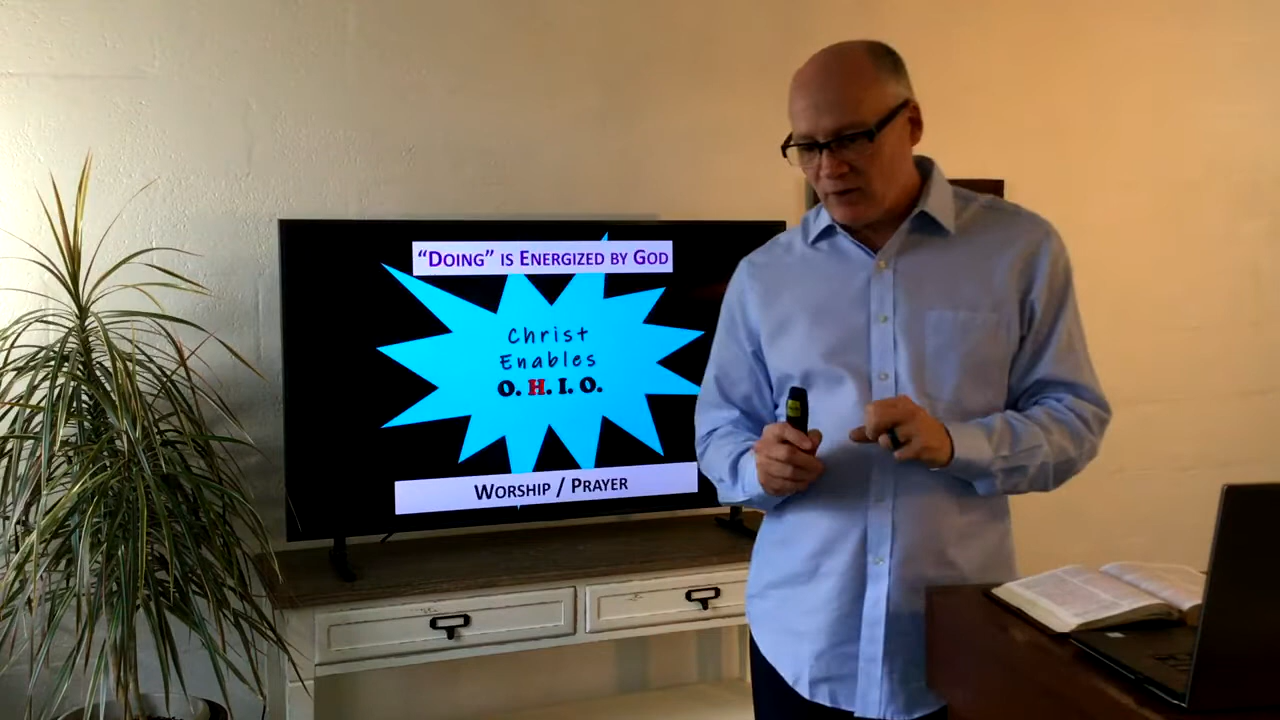 “Doing” is Energized by God
Christ
Enables
O. H. I. O.
Worship / Prayer